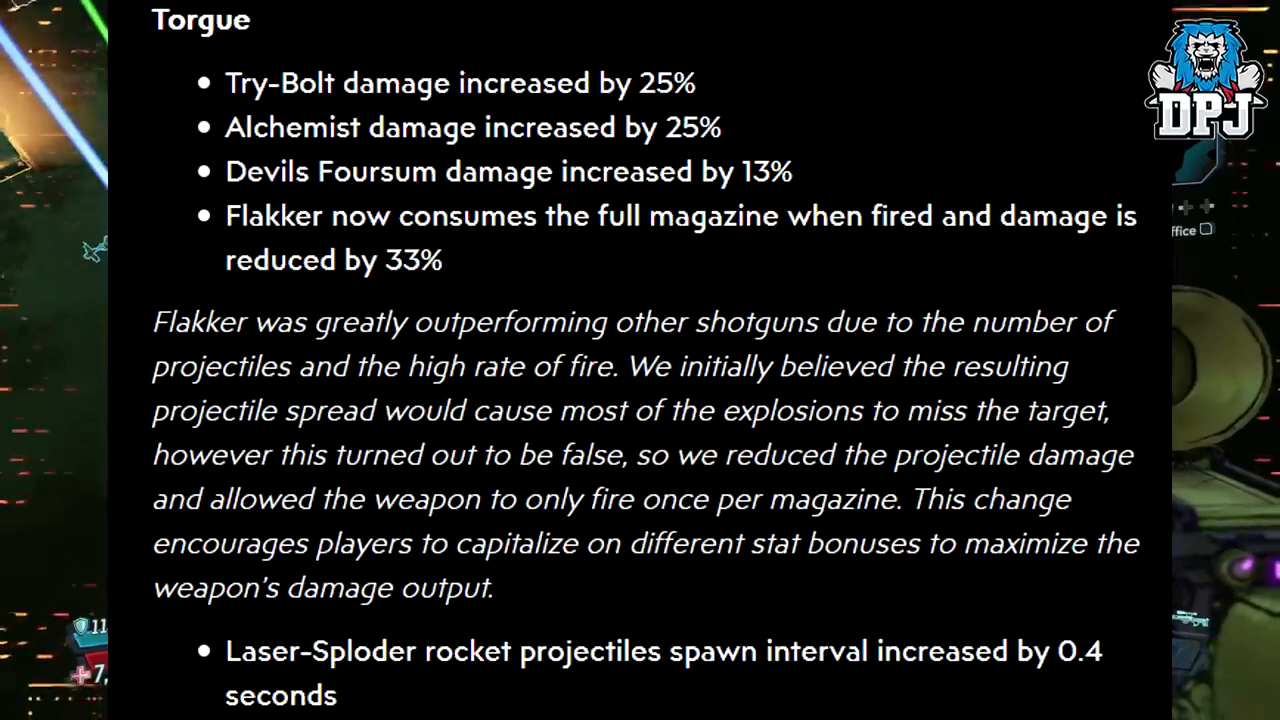 Torgue
• Try-Bolt damage increased by 25%
• Alchemist damage increased by 25%
• Devils Foursum damage increased by 13%
• Flakker now consumes the full magazine when fired and damage is
reduced by 33%
Flakker was greatly outperforming other shotguns due to the number of
projectiles and the high rate of fire. We initially believed the resulting
projectile spread would cause most of the explosions to miss the target,
however this turned out to be false, so we reduced the projectile damage
and allowed the weapon to only fire once per magazine. This change
encourages players to capitalize on different stat bonuses to maximize the
weapon's damage output.
• Laser-Sploder rocket projectiles spawn interval increased by 0.4
seconds
DPJ